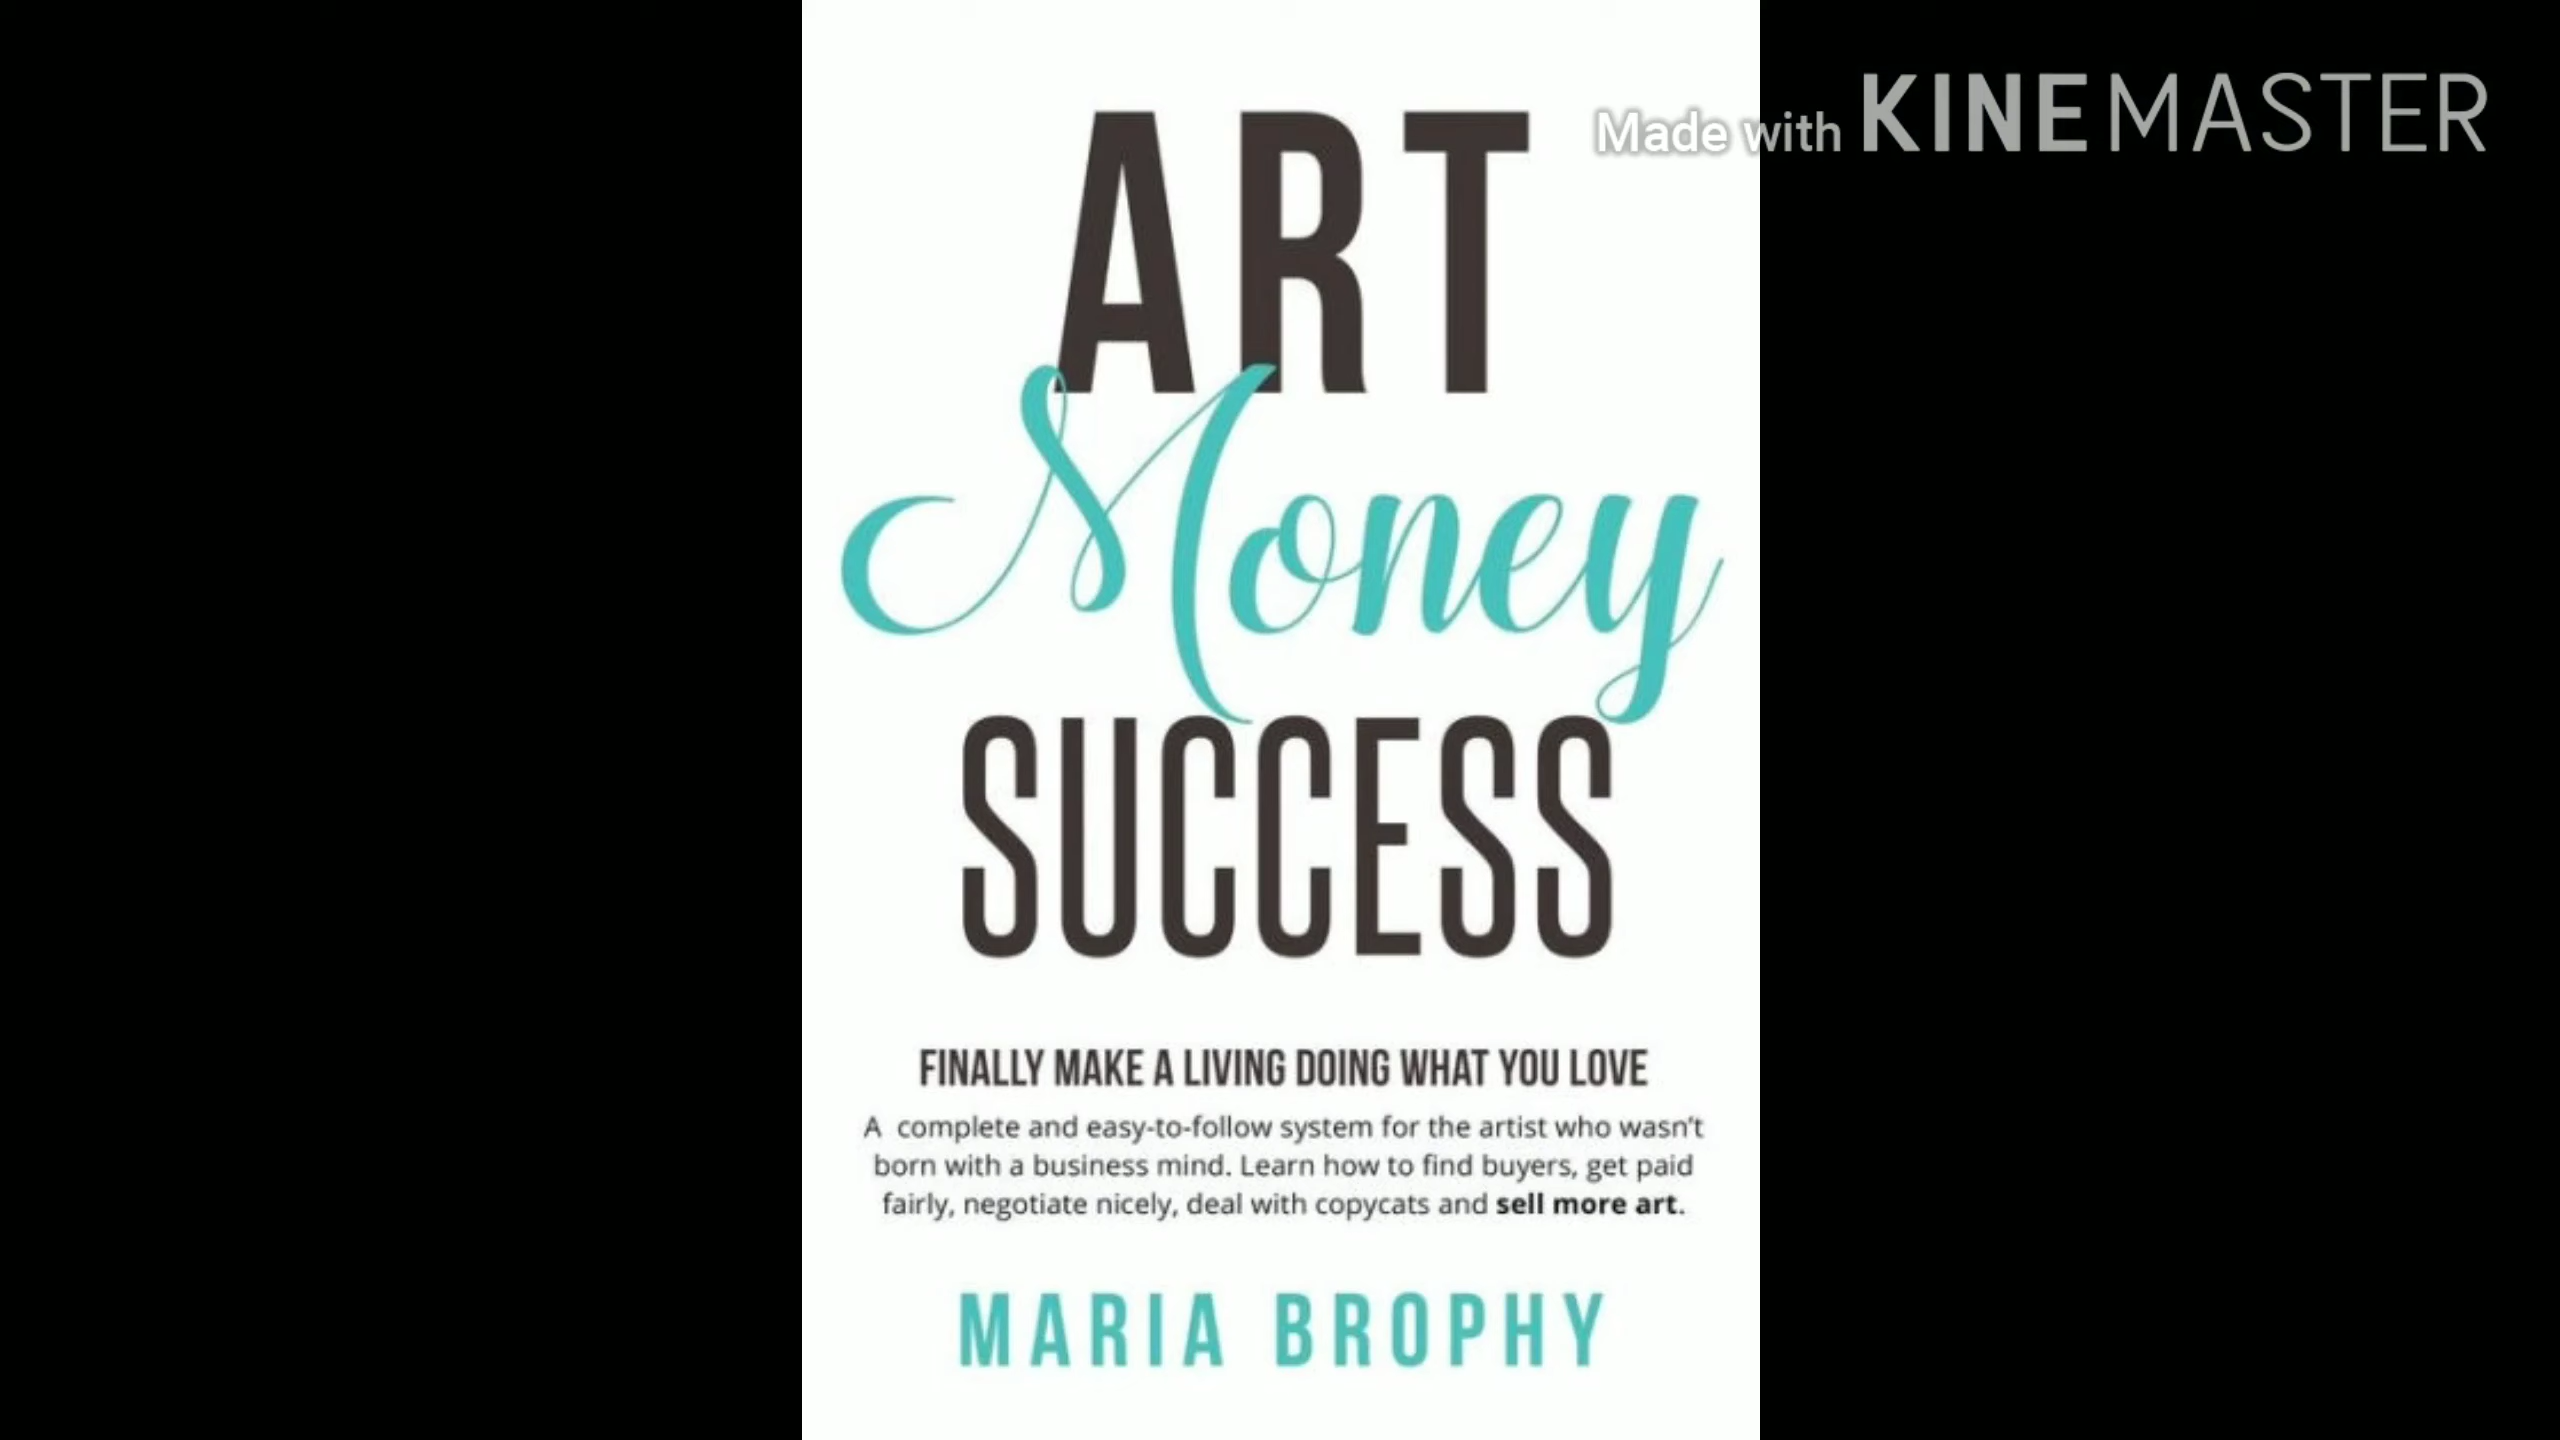 Made with KINEMASTER
ART
Money
SUCCESS
FINALLY MAKE A LIVING DOING WHAT YOU LOVE
A complete and easy-to-follow system for the artist who wasn't
born with a business mind. Learn how to find buyers, get paid
fairly, negotiate nicely, deal with copycats and sell more art.
MARIA BROPHY